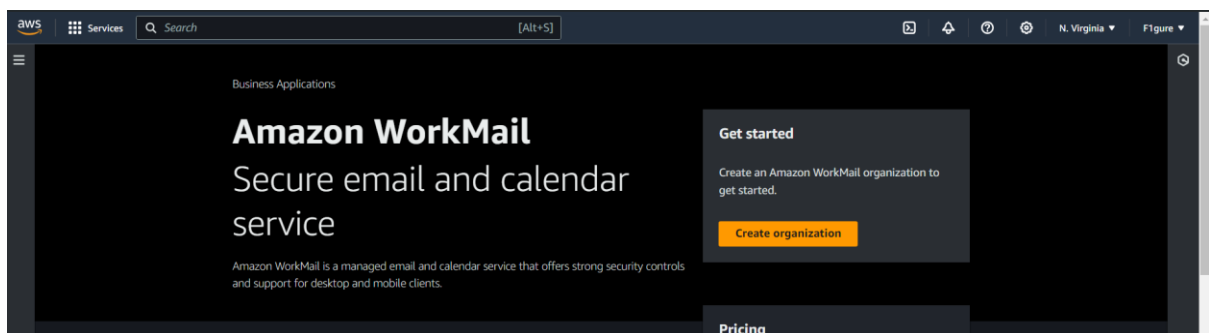 aws Services Search [Alt+S] N. Virginia F1gure
Business Applications
Amazon WorkMail
Secure email and calendar
service
Amazon WorkMail is a managed email and calendar service that offers strong security controls
and support for desktop and mobile clients.
Get started
Create an Amazon WorkMail organization to
get started.
Create organization
Pricing